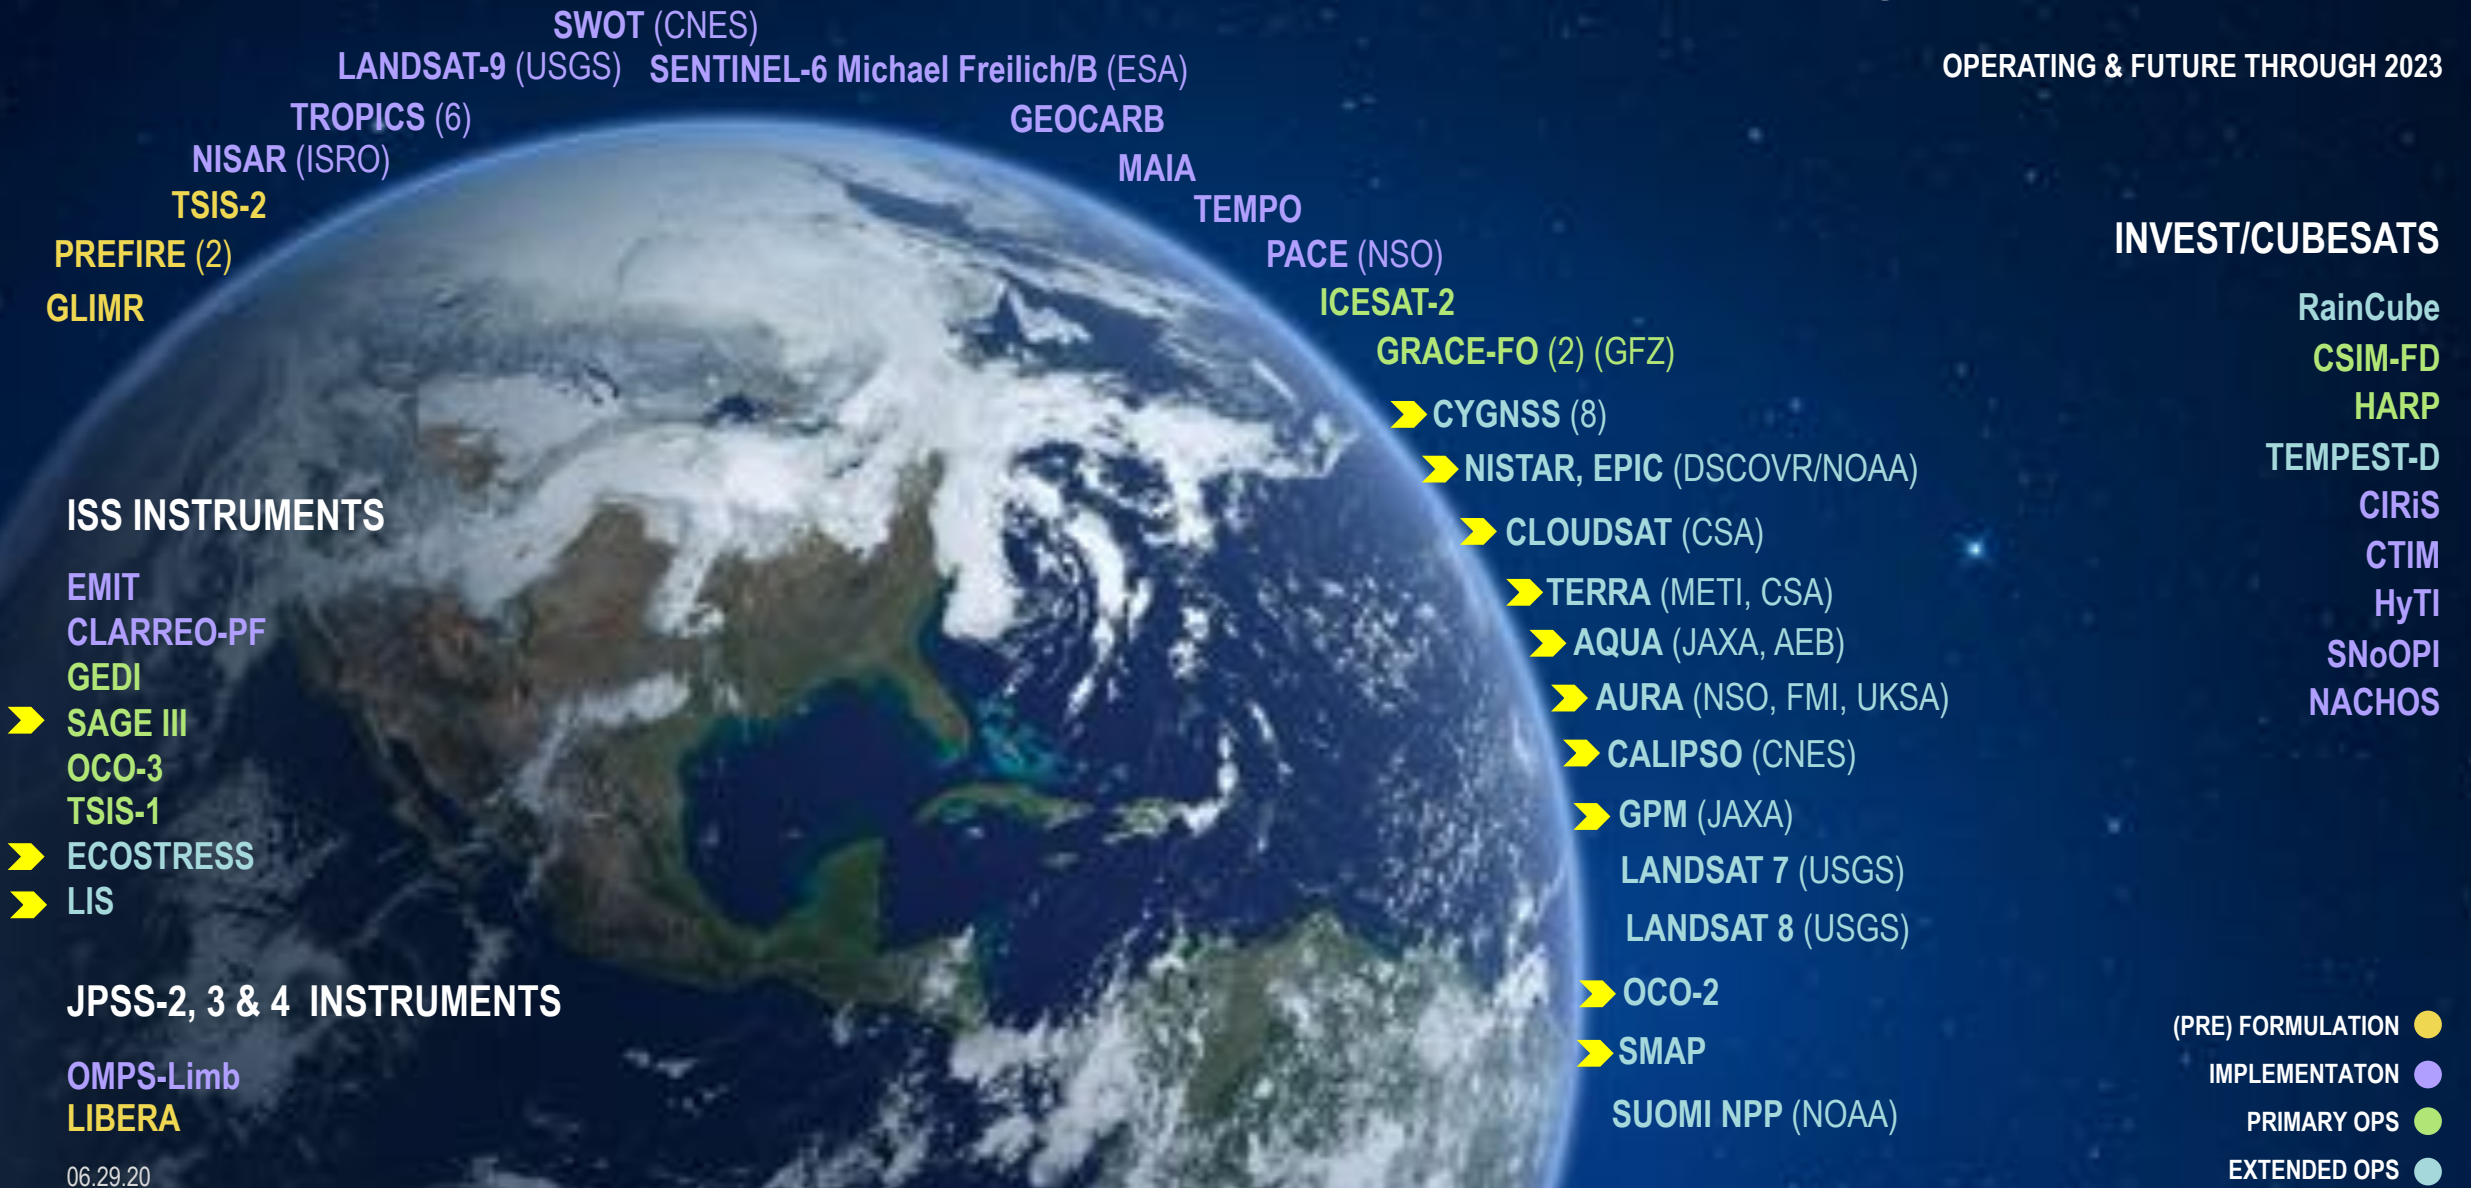 SWOT (CNES)
LANDSAT-9 (USGS)
SENTINEL-6 Michael Freilich/B (ESA)
TROPICS (6)
GEOCARB
NISAR (ISRO)
MAIA
TSIS-2
TEMPO
PREFIRE (2)
PACE (NSO)
GLIMR
ICESAT-2
GRACE-FO (2) (GFZ)
CYGNSS (8)
NISTAR, EPIC (DSCOVR/NOAA)
CLOUDSAT (CSA)
TERRA (METI, CSA)
AQUA (JAXA, AEB)
AURA (NSO, FMI, UKSA)
CALIPSO (CNES)
GPM (JAXA)
LANDSAT 7 (USGS)
LANDSAT 8 (USGS)
OCO-2
SMAP
SUOMI NPP (NOAA)
ISS INSTRUMENTS
EMIT
CLARREO-PF
GEDI
SAGE III
OCO-3
TSIS-1
ECOSTRESS
LIS
JPSS-2, 3 & 4 INSTRUMENTS
OMPS-Limb
LIBERA
06.29.20
OPERATING & FUTURE THROUGH 2023
INVEST/CUBESATS
RainCube
CSIM-FD
HARP
TEMPEST-D
CIRiS
CTIM
HyTI
SNoOPI
NACHOS
(PRE) FORMULATION
IMPLEMENTATON
PRIMARY OPS
EXTENDED OPS